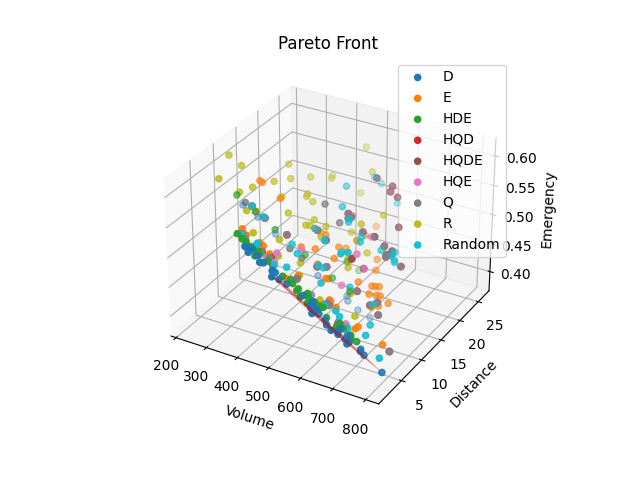 Pareto Front
D
E
HDE
HQD
HQDE
HQE
Q
R
Random
0.60
0.55
0.50
0.45
0.40
Emergency
25
20
15
10
5
Distance
200
300
400
500
600
700
800
Volume